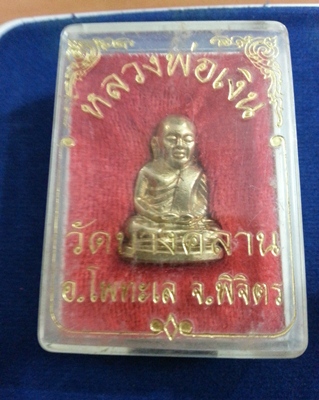 หลวงพ่อเงิน
วัดบางคลาน
อ.โพทะเล จ.พิจิตร